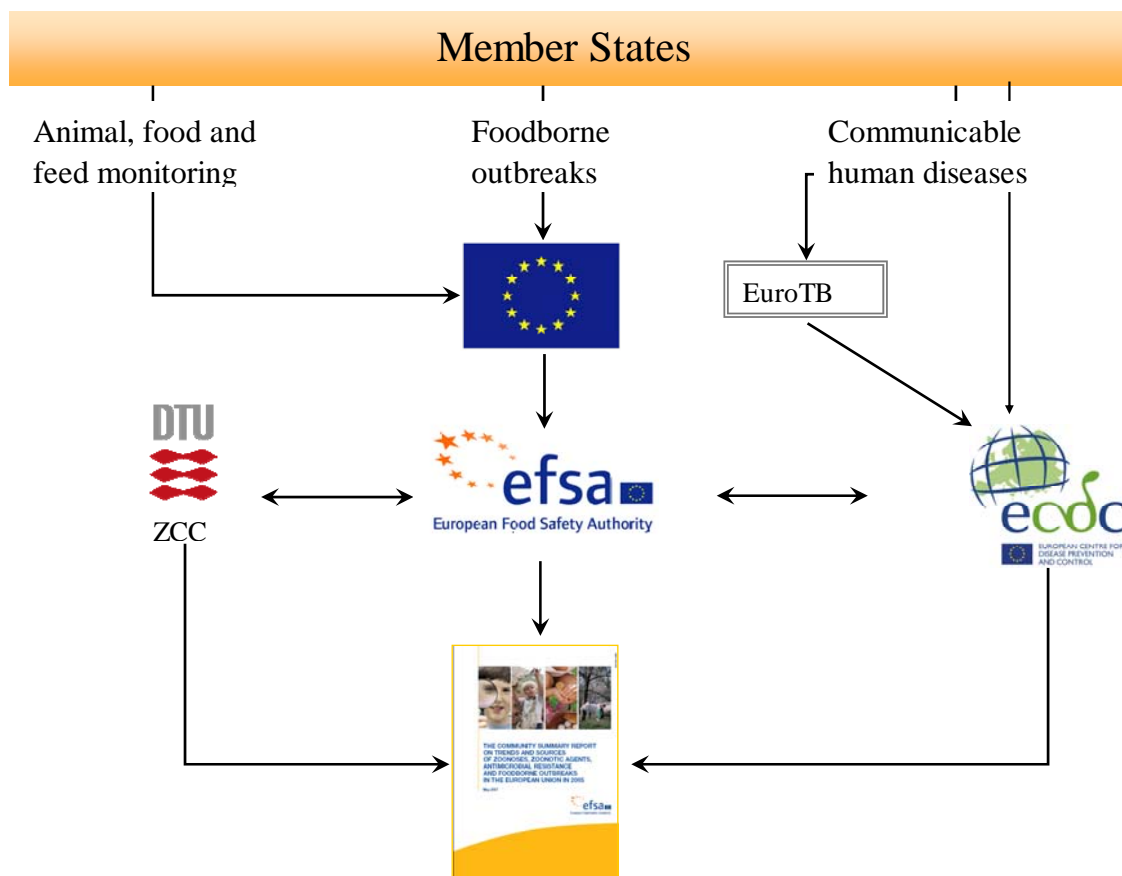 Member States
Animal, food and
feed monitoring
Foodborne
outbreaks
Communicable
human diseases
EuroTB
DTU
ZCC
efsa
European Food Safety Authority
ecdc
EUROPEAN CENTRE FOR
DISEASE PREVENTION
AND CONTROL
THE COMMUNITY SUMMARY REPORT
ON TRENDS AND SOURCES
OF ZOONOSES, ZOONOTIC AGENTS,
ANTIMICROBIAL RESISTANCE
AND FOODBORNE OUTBREAKS
IN THE EUROPEAN UNION IN 2005
efsa